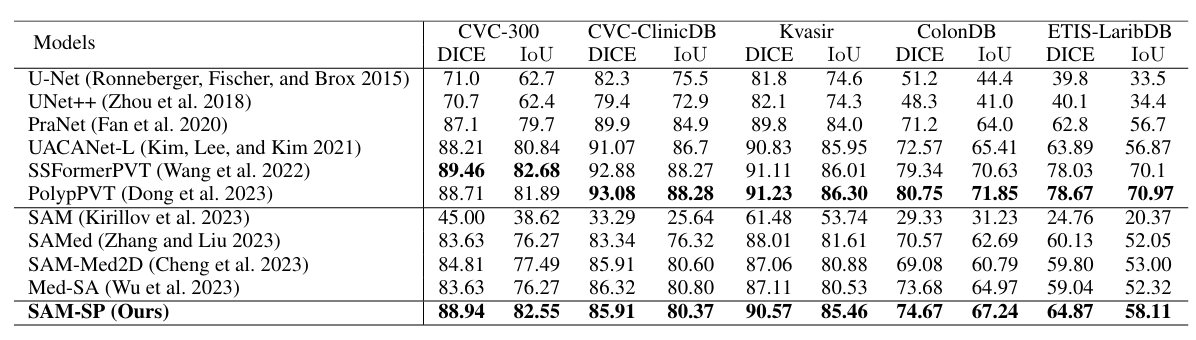 Models CVC-300 CVC-ClinicDB Kvasir ColonDB ETIS-LaribDB
DICE IoU DICE IoU DICE IoU DICE IoU DICE IoU
U-Net (Ronneberger, Fischer, and Brox 2015) 71.0 62.7 82.3 75.5 81.8 74.6 51.2 44.4 39.8 33.5
UNet++ (Zhou et al. 2018) 70.7 62.4 79.4 72.9 82.1 74.3 48.3 41.0 40.1 34.4
PraNet (Fan et al. 2020) 87.1 79.7 89.9 84.9 89.8 84.0 71.2 64.0 62.8 56.7
UACANet-L (Kim, Lee, and Kim 2021) 88.21 80.84 91.07 86.7 90.83 85.95 72.57 65.41 63.89 56.87
SSFormerPVT (Wang et al. 2022) 89.46 82.68 92.88 88.27 91.11 86.01 79.34 70.63 78.03 70.1
PolypPVT (Dong et al. 2023) 88.71 81.89 93.08 88.28 91.23 86.30 80.75 71.85 78.67 70.97
SAM (Kirillov et al. 2023) 45.00 38.62 33.29 25.64 61.48 53.74 29.33 31.23 24.76 20.37
SAMed (Zhang and Liu 2023) 83.63 76.27 83.34 76.32 88.01 81.61 70.57 62.69 60.13 52.05
SAM-Med2D (Cheng et al. 2023) 84.81 77.49 85.91 80.60 87.06 80.88 69.08 60.79 59.80 53.00
Med-SA (Wu et al. 2023) 83.63 76.27 86.32 80.80 87.11 80.53 73.68 64.97 59.04 52.32
SAM-SP (Ours) 88.94 82.55 85.91 80.37 90.57 85.46 74.67 67.24 64.87 58.11